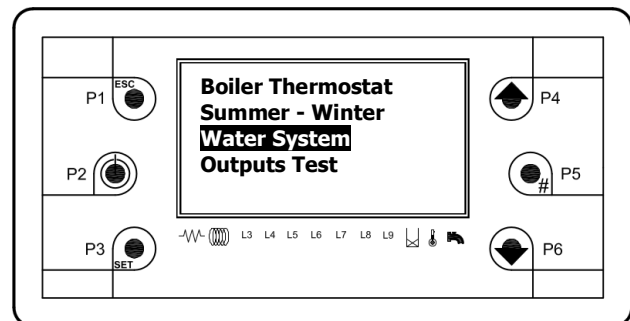 ESC
P1
P2
P3
SET
Boiler Thermostat
Summer - Winter
Water System
Outputs Test
L3 L4 L5 L6 L7 L8 L9
P4
# P5
P6